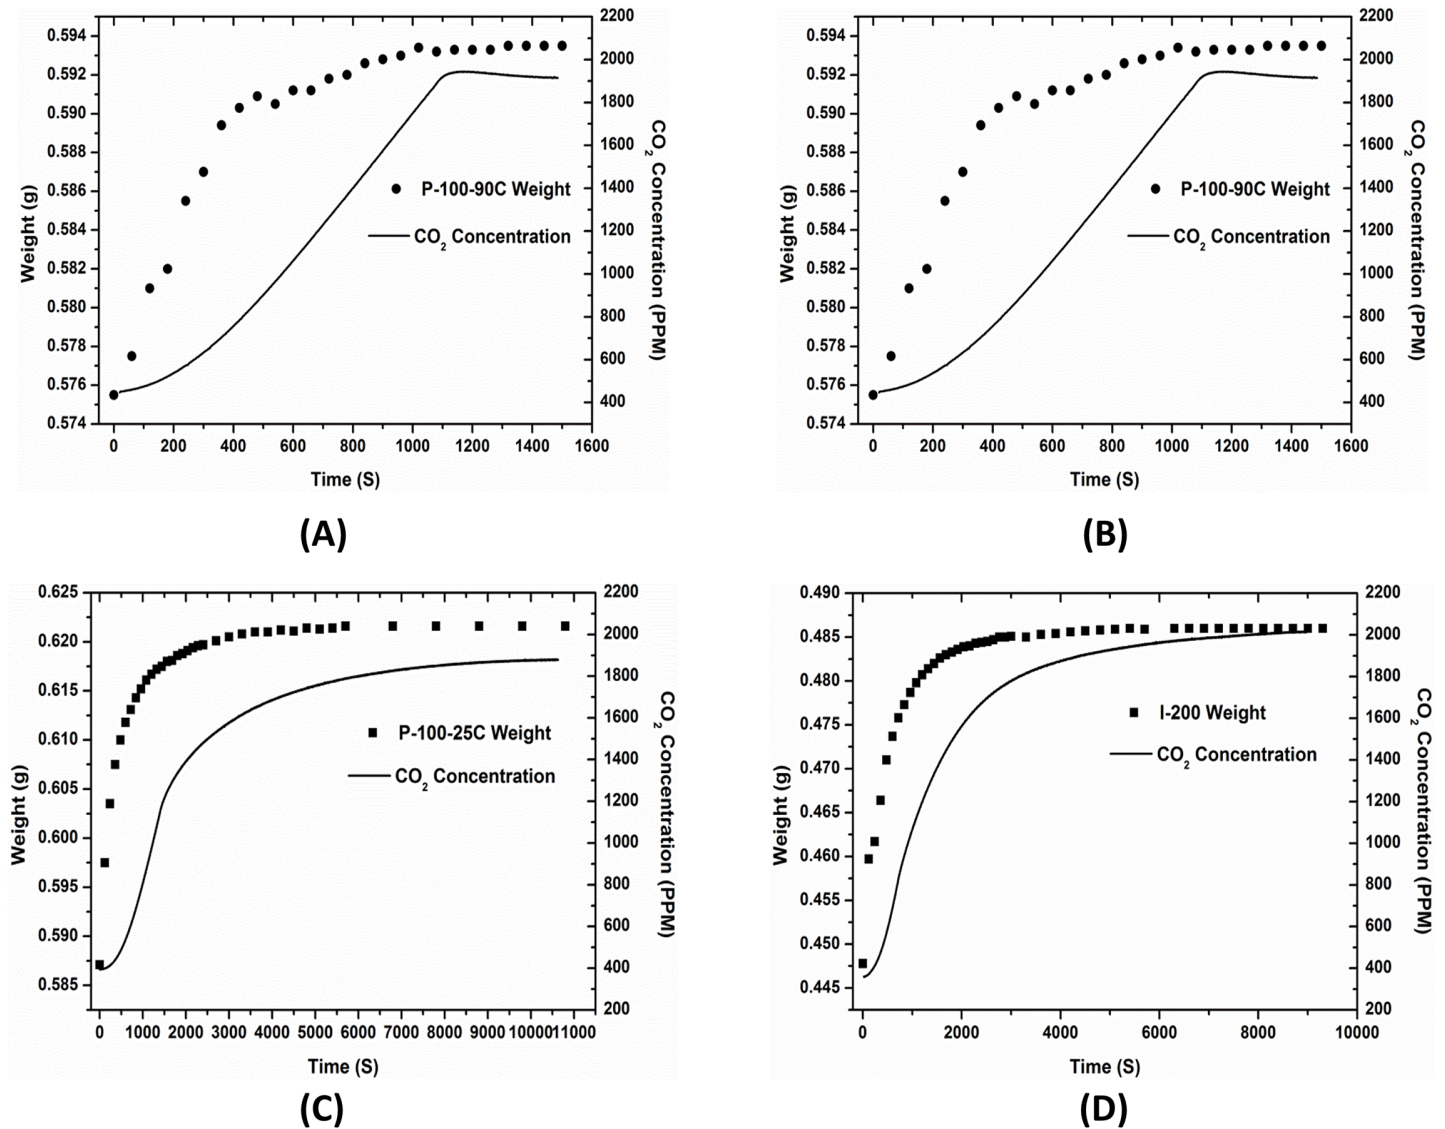 0.594
0.592
0.590
0.588
0.586
0.584
0.582
0.580
0.578
0.576
0.574
Weight (g)
2200
2000
1800
1600
1400
1200
1000
800
600
400
CO2 Concentration (PPM)
P-100-90C Weight
CO2 Concentration
0 200 400 600 800 1000 1200 1400 1600
Time (S)
(A)
0.594
0.592
0.590
0.588
0.586
0.584
0.582
0.580
0.578
0.576
0.574
Weight (g)
2200
2000
1800
1600
1400
1200
1000
800
600
400
CO2 Concentration (PPM)
P-100-90C Weight
CO2 Concentration
0 200 400 600 800 1000 1200 1400 1600
Time (S)
(B)
0.625
0.620
0.615
0.610
0.605
0.600
0.595
0.590
0.585
Weight (g)
2200
2000
1800
1600
1400
1200
1000
800
600
400
200
CO2 Concentration (PPM)
P-100-25C Weight
CO2 Concentration
0 1000 2000 3000 4000 5000 6000 7000 8000 9000 10000 11000
Time (S)
(C)
0.490
0.485
0.480
0.475
0.470
0.465
0.460
0.455
0.450
0.445
Weight (g)
2200
2000
1800
1600
1400
1200
1000
800
600
400
200
CO2 Concentration (PPM)
I-200 Weight
CO2 Concentration
0 2000 4000 6000 8000 10000
Time (S)
(D)